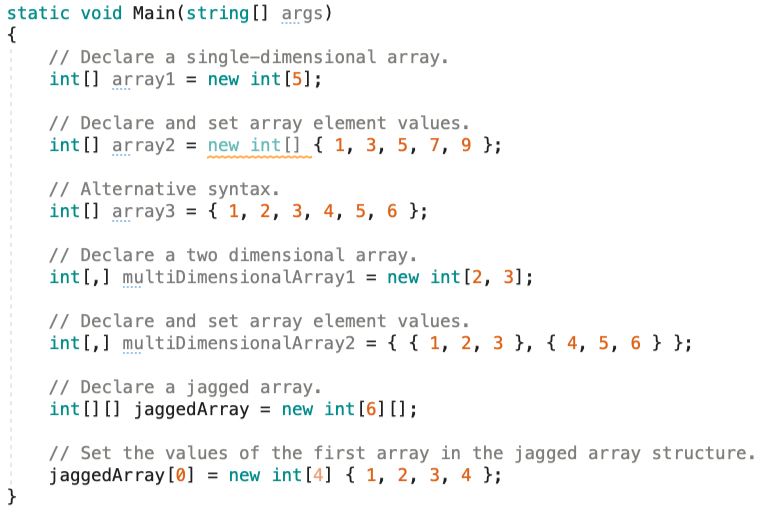 static void Main(string[] args)
{
// Declare a single-dimensional array.
int[] array1 = new int[5];
// Declare and set array element values.
int[] array2 = new int[] { 1, 3, 5, 7, 9 };
// Alternative syntax.
int[] array3 = { 1, 2, 3, 4, 5, 6 };
// Declare a two dimensional array.
int[,] multiDimensionalArray1 = new int[2, 3];
// Declare and set array element values.
int[,] multiDimensionalArray2 = { { 1, 2, 3 }, { 4, 5, 6 } };
// Declare a jagged array.
int[][] jaggedArray = new int[6][];
// Set the values of the first array in the jagged array structure.
jaggedArray[0] = new int[4] { 1, 2, 3, 4 };
}